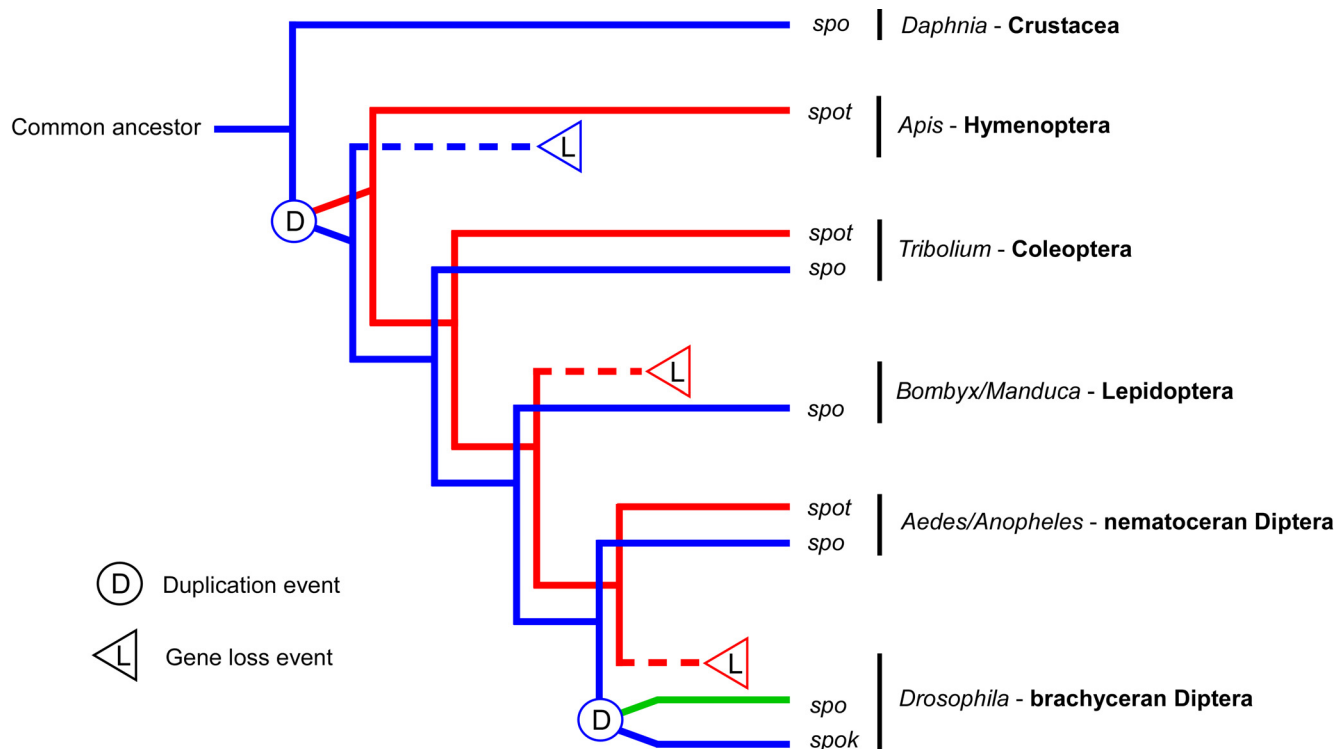 spo Daphnia - Crustacea
Common ancestor
spot Apis - Hymenoptera
L
D
spot Tribolium - Coleoptera
spo
L
Bombyx/Manduca - Lepidoptera
spo
spot Aedes/Anopheles - nematoceran Diptera
spo
D Duplication event
L Gene loss event
L
spo Drosophila - brachyceran Diptera
D
spok